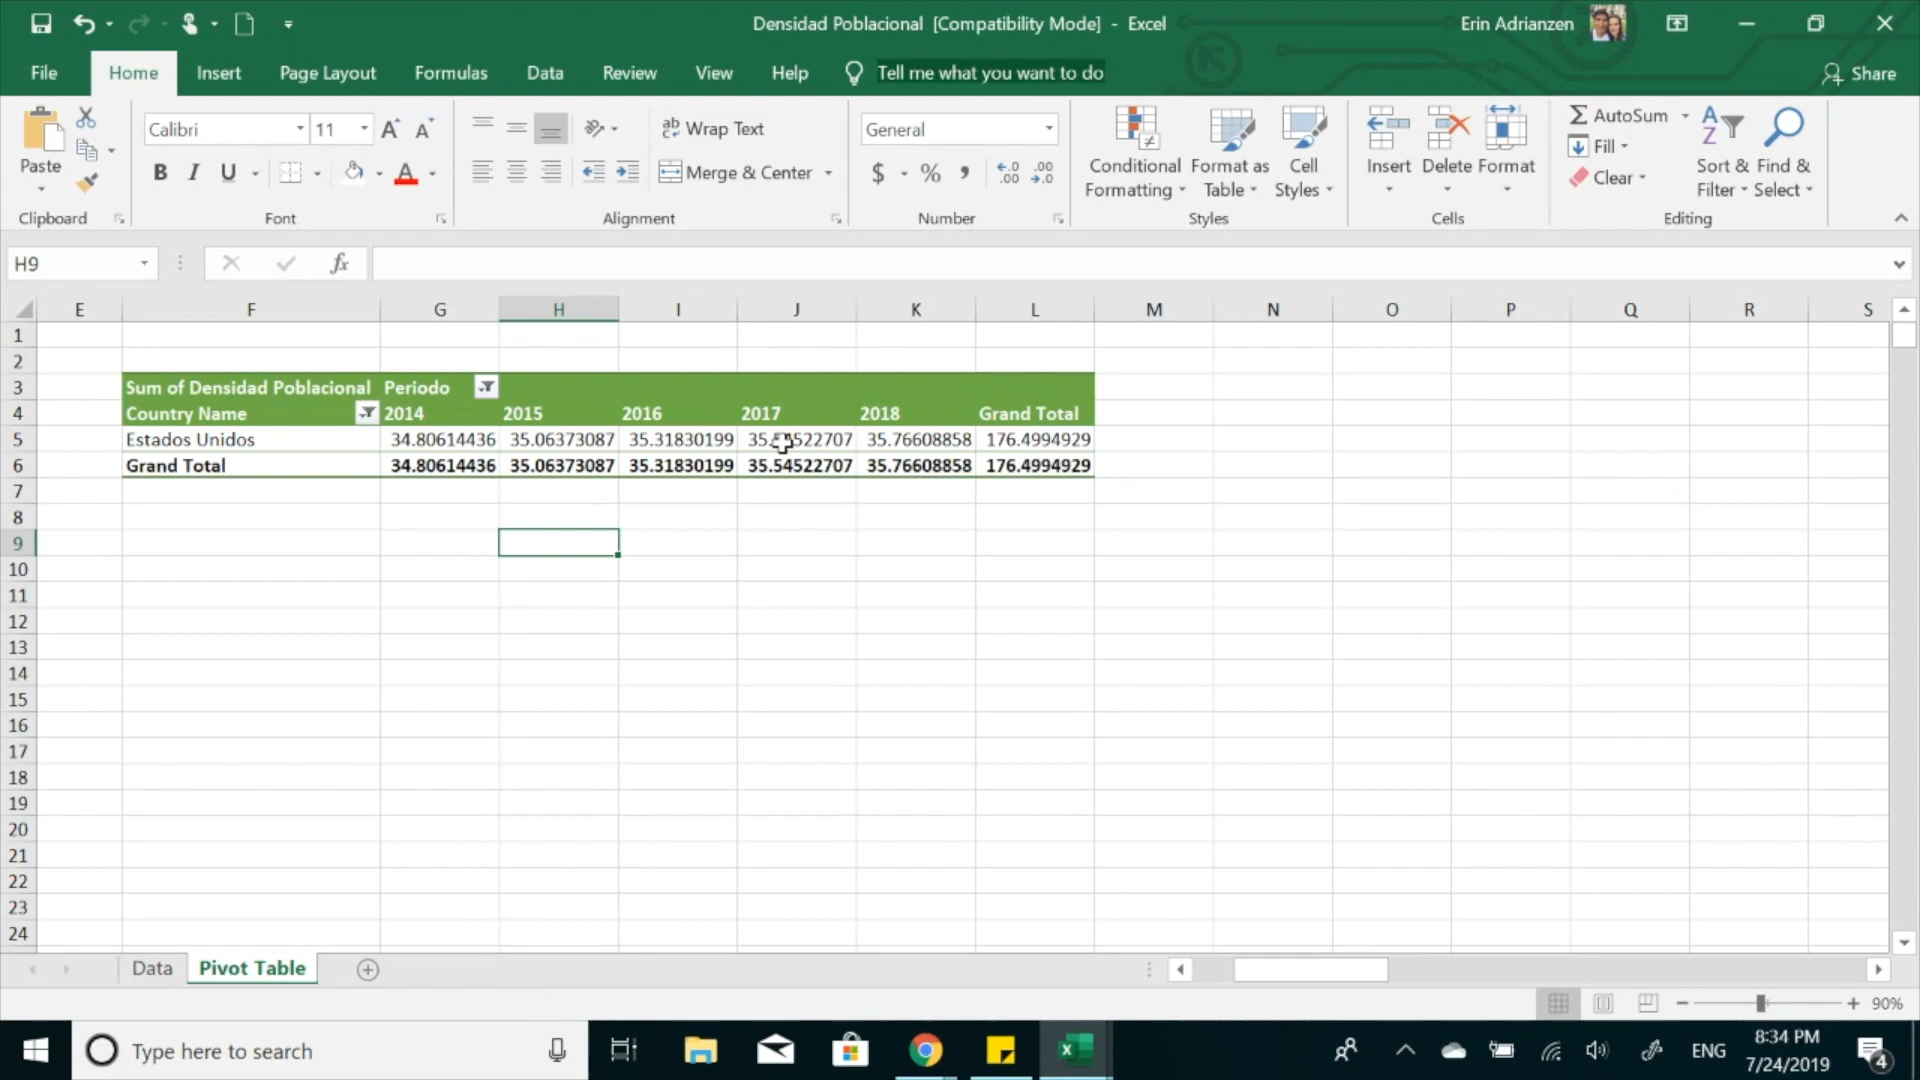 Densidad Poblacional [Compatibility Mode] - Excel
Erin Adrianzen
File Home Insert Page Layout Formulas Data Review View Help Tell me what you want to do Share
Paste
Clipboard
Calibri 11
B I U
Font
Wrap Text
Merge & Center
Alignment
General
$ % ,
Number
Conditional Formatting
Format as Table
Cell Styles
Styles
Insert Delete Format
Cells
AutoSum
Fill
Clear
Sort & Filter
Find & Select
Editing
H9 fx
E F G H I J K L M N O P Q R S
1
2
3 Sum of Densidad Poblacional Periodo
4 Country Name 2014 2015 2016 2017 2018 Grand Total
5 Estados Unidos 34.80614436 35.06373087 35.31830199 35.76608858 176.4994929
6 Grand Total 34.80614436 35.06373087 35.31830199 35.54522707 35.76608858 176.4994929
7
8
9
10
11
12
13
14
15
16
17
18
19
20
21
22
23
24
Data Pivot Table
90%
Type here to search
ENG
8:34 PM
7/24/2019
4